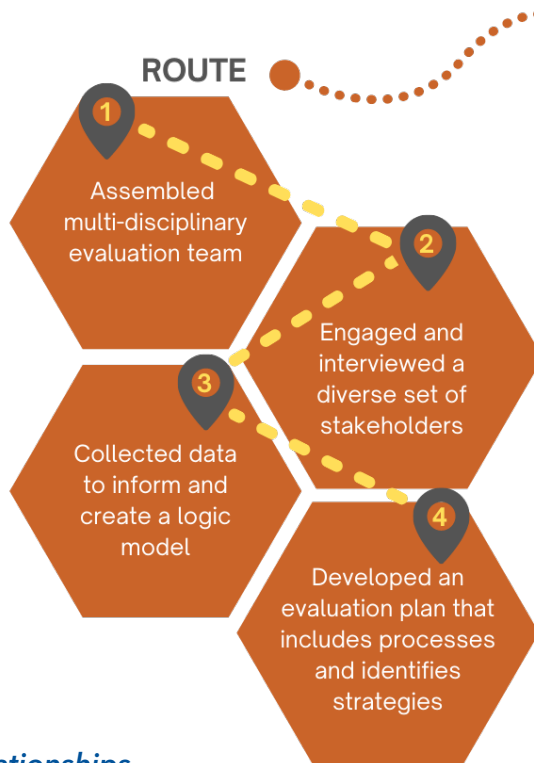 ROUTE
1
Assembled
multi-disciplinary
evaluation team
2
Engaged and
interviewed a
diverse set of
stakeholders
3
Collected data
to inform and
create a logic
model
4
Developed an
evaluation plan that
includes processes
and identifies
strategies